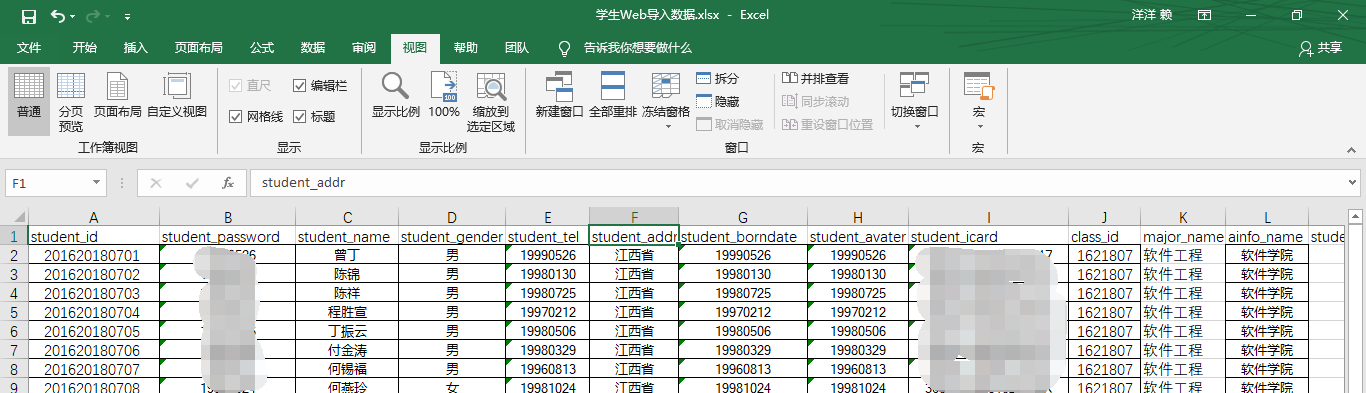 学生Web导入数据.xlsx - Excel 洋洋 赖
文件 开始 插入 页面布局 公式 数据 审阅 视图 帮助 团队 告诉我你想要做什么 共享
普通 分页预览 页面布局 自定义视图 直尺 编辑栏 网格线 标题 显示比例 100% 缩放到选定区域 新建窗口 全部重排 冻结窗格 拆分 隐藏 取消隐藏 并排查看 同步滚动 重设窗口位置 切换窗口 宏
工作簿视图 显示 显示比例 窗口 宏
F1 fx student_addr
A B C D E F G H I J K L
1 student_id student_password student_name student_gender student_tel student_addr student_borndate student_avater student_icard class_id major_name ainfo_name stude
2 201620180701 曾丁 男 19990526 江西省 19990526 19990526 1621807 软件工程 软件学院
3 201620180702 陈锦 男 19980130 江西省 19980130 19980130 1621807 软件工程 软件学院
4 201620180703 陈祥 男 19980725 江西省 19980725 19980725 1621807 软件工程 软件学院
5 201620180704 程胜宣 男 19970212 江西省 19970212 19970212 1621807 软件工程 软件学院
6 201620180705 丁振云 男 19980506 江西省 19980506 19980506 1621807 软件工程 软件学院
7 201620180706 付金涛 男 19980329 江西省 19980329 19980329 1621807 软件工程 软件学院
8 201620180707 何锡福 男 19960813 江西省 19960813 19960813 1621807 软件工程 软件学院
9 201620180708 何燕玲 女 19981024 江西省 19981024 19981024 1621807 软件工程 软件学院